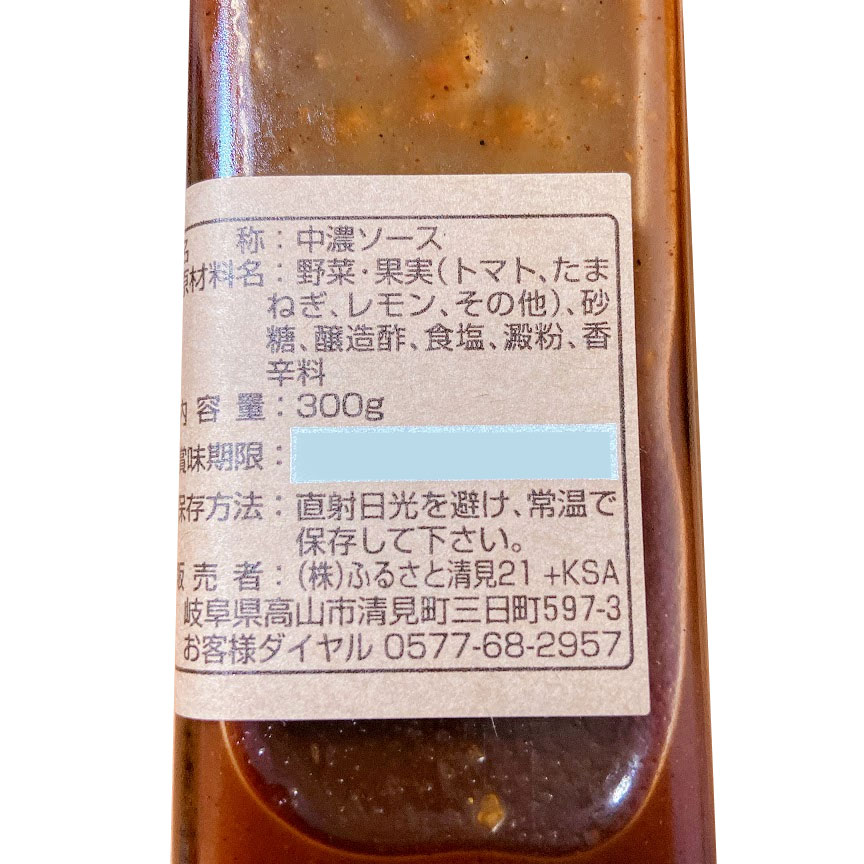 名 称：中濃ソース
原材料名：野菜・果実(トマト、たま
ねぎ、レモン、その他)、砂
糖、醸造酢、食塩、澱粉、香
辛料
内 容 量：300g
賞味期限：
保存方法：直射日光を避け、常温で
保存して下さい。
販 売 者：(株)ふるさと清見21 +KSA
岐阜県高山市清見町三日町597-3
お客様ダイヤル 0577-68-2957